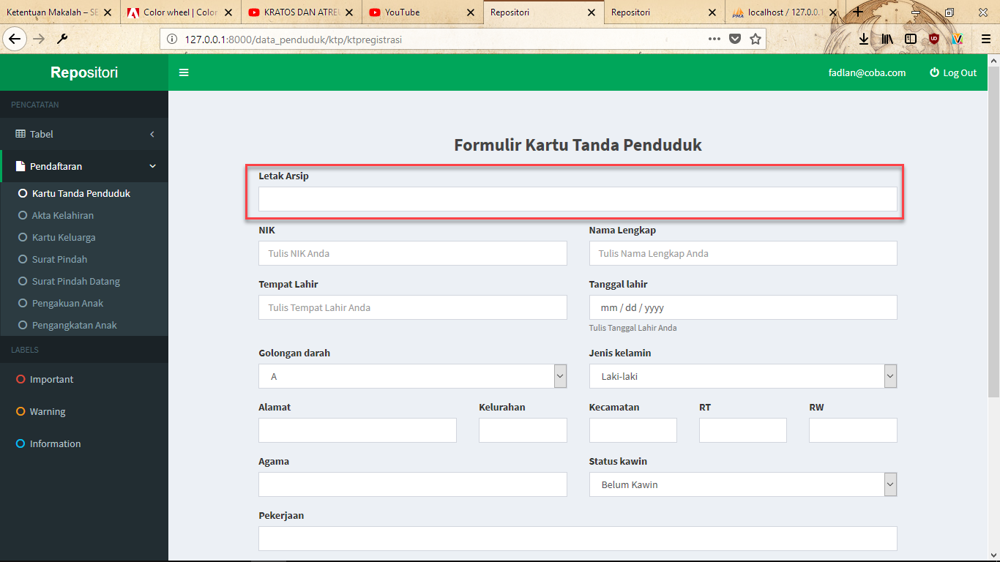 Ketentuan Makalah – SE
Color wheel | Color
KRATOS DAN ATREU
YouTube
Repositori
Repositori
localhost / 127.0.0.1
127.0.0.1:8000/data_penduduk/ktp/ktpregistrasi
Repositori
fadlan@coba.com
Log Out
PENCATATAN
Tabel
Pendaftaran
Kartu Tanda Penduduk
Akta Kelahiran
Kartu Keluarga
Surat Pindah
Surat Pindah Datang
Pengakuan Anak
Pengangkatan Anak
LABELS
Important
Warning
Information
Formulir Kartu Tanda Penduduk
Letak Arsip
NIK
Nama Lengkap
Tulis NIK Anda
Tulis Nama Lengkap Anda
Tempat Lahir
Tanggal lahir
Tulis Tempat Lahir Anda
mm / dd / yyyy
Tulis Tanggal Lahir Anda
Golongan darah
Jenis kelamin
A
Laki-laki
Alamat
Kelurahan
Kecamatan
RT
RW
Agama
Status kawin
Belum Kawin
Pekerjaan